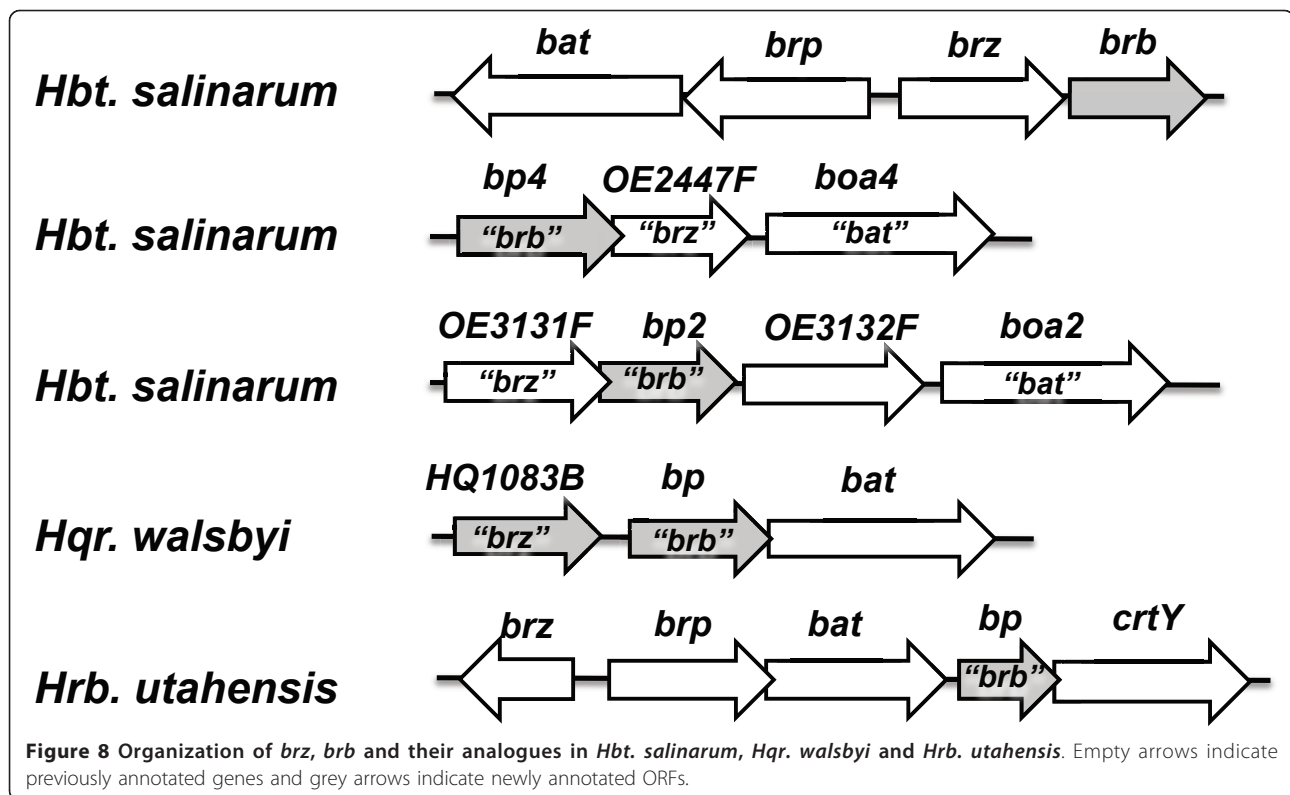 bat brp brz brb
Hbt. salinarum
bp4 OE2447F boa4
Hbt. salinarum "brb" "brz" "bat"
OE3131F bp2 OE3132F boa2
Hbt. salinarum "brz" "brb" "bat"
HQ1083B bp bat
Hqr. walsbyi "brz" "brb"
brz brp bat bp crtY
Hrb. utahensis "brb"
Figure 8 Organization of brz, brb and their analogues in Hbt. salinarum, Hqr. walsbyi and Hrb. utahensis. Empty arrows indicate
previously annotated genes and grey arrows indicate newly annotated ORFs.